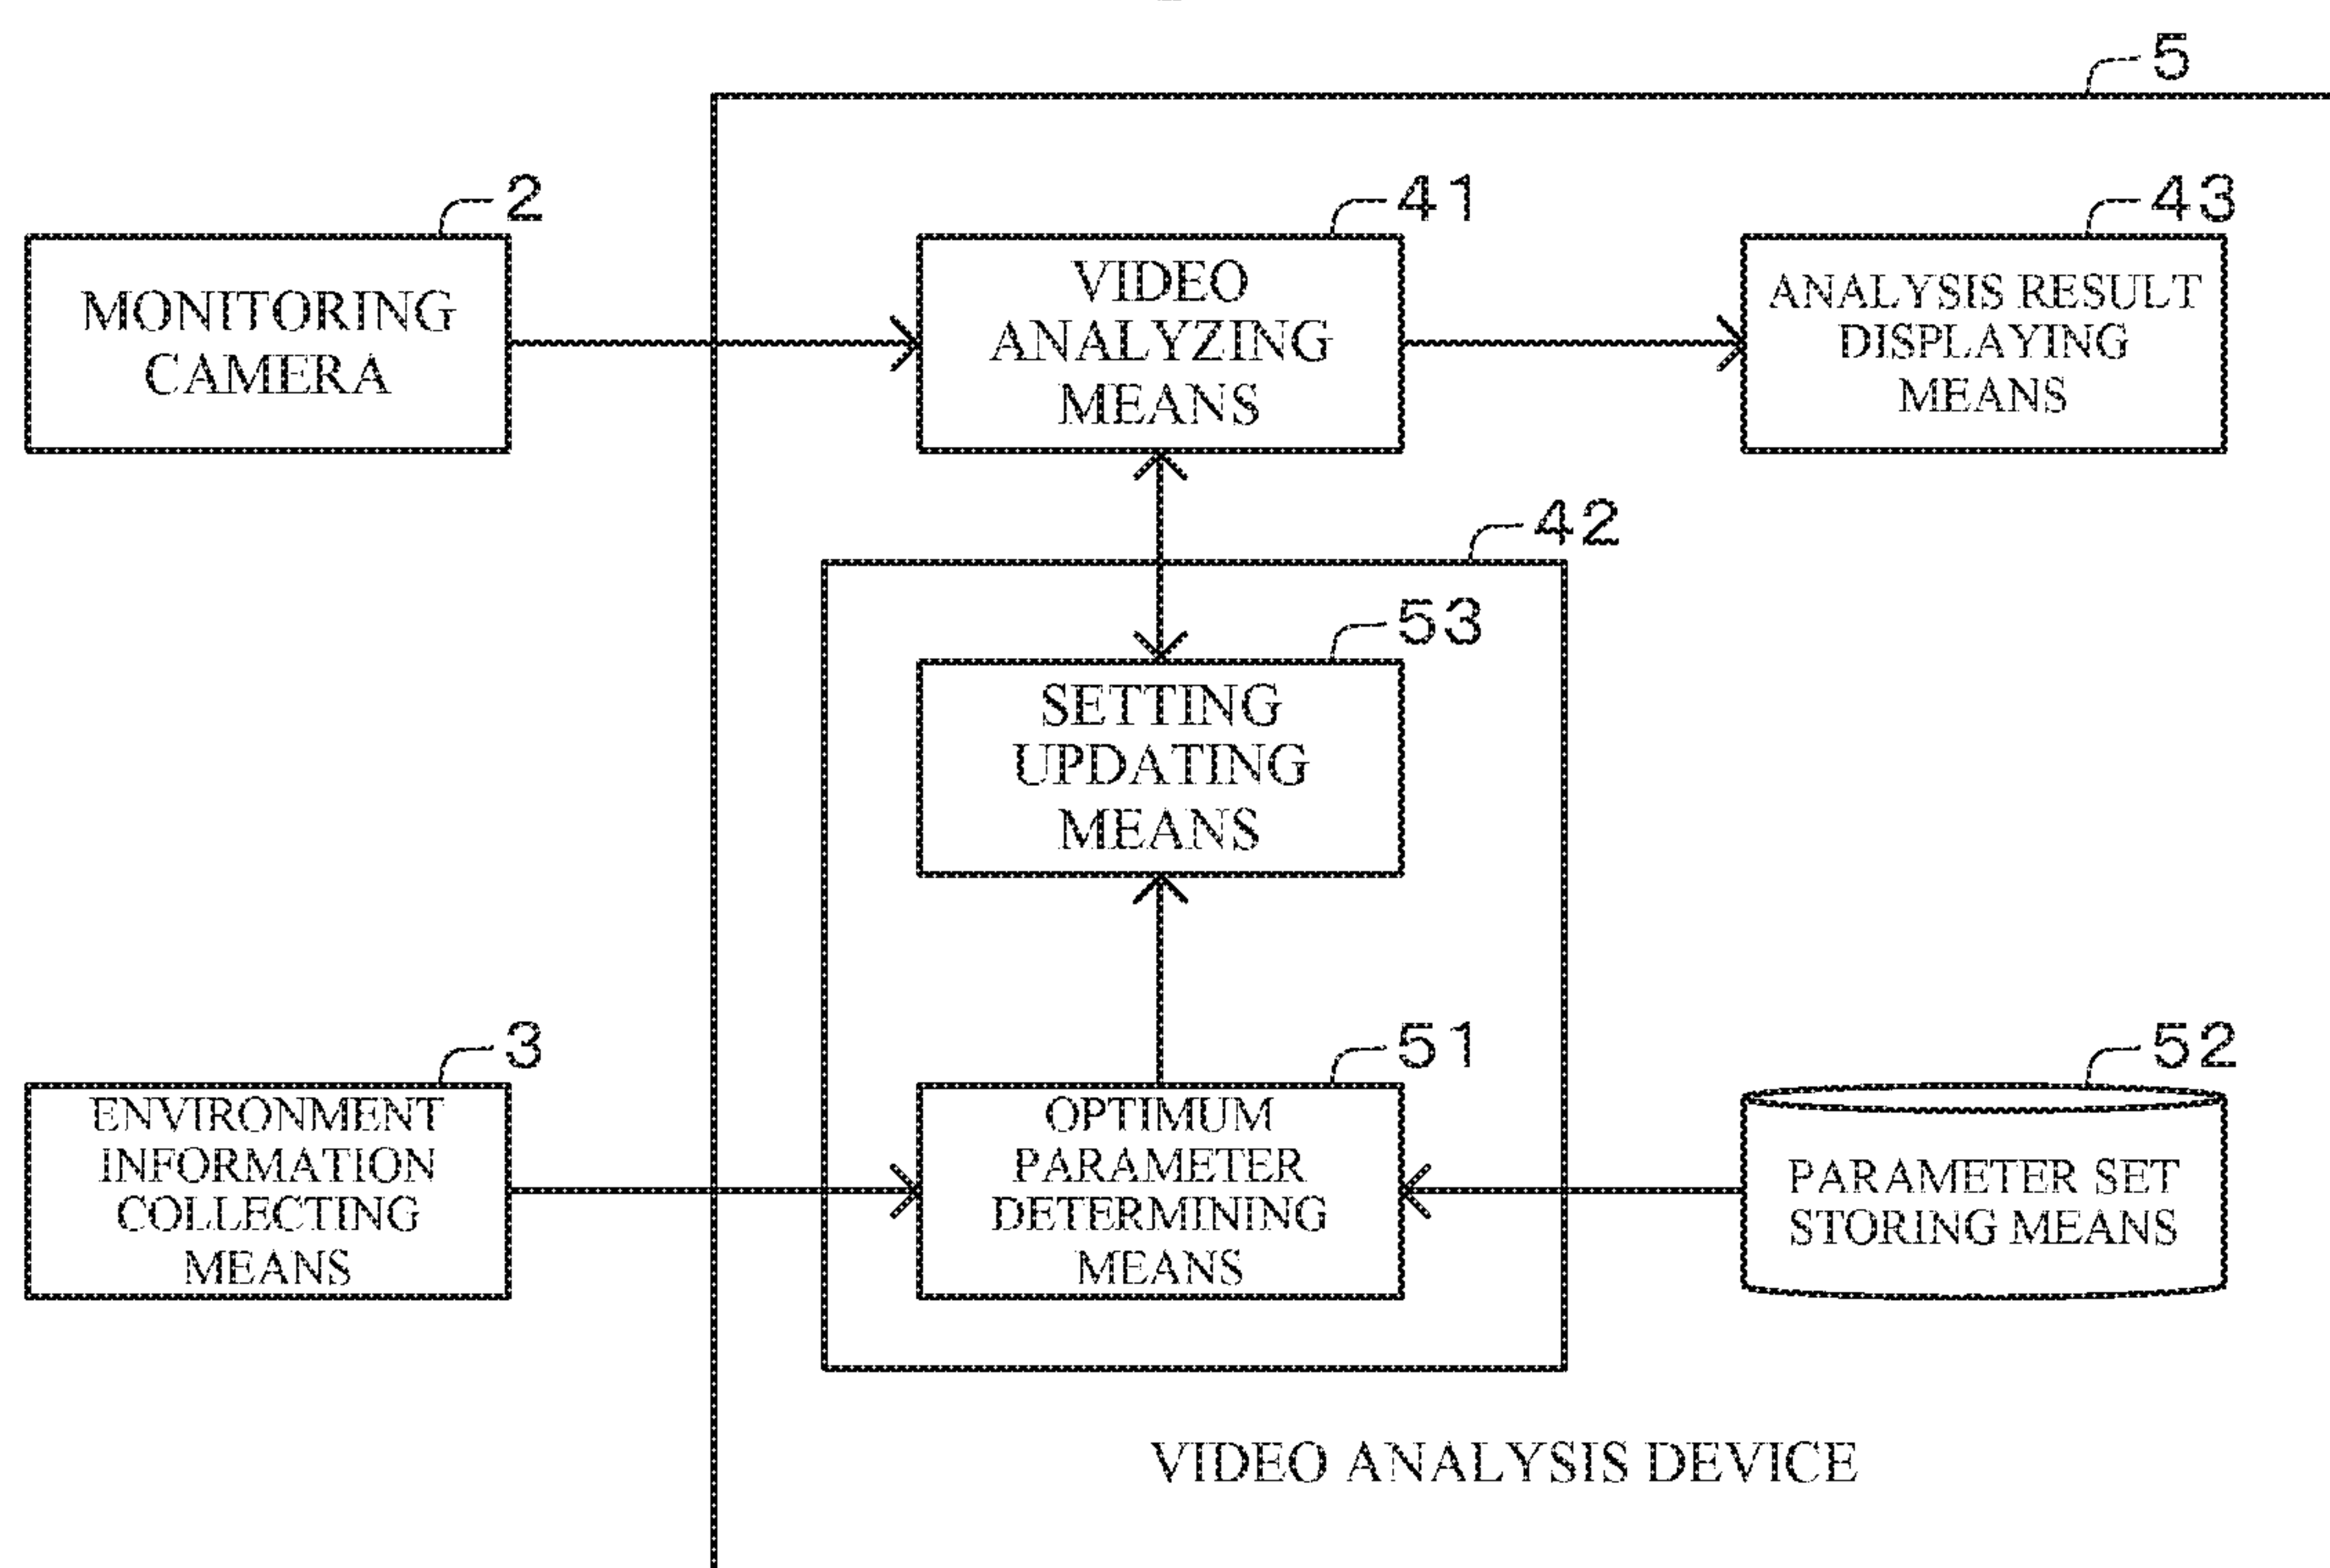 5
2
MONITORING
CAMERA
41
VIDEO
ANALYZING
MEANS
43
ANALYSIS RESULT
DISPLAYING
MEANS
42
53
SETTING
UPDATING
MEANS
3
ENVIRONMENT
INFORMATION
COLLECTING
MEANS
51
OPTIMUM
PARAMETER
DETERMINING
MEANS
52
PARAMETER SET
STORING MEANS
VIDEO ANALYSIS DEVICE